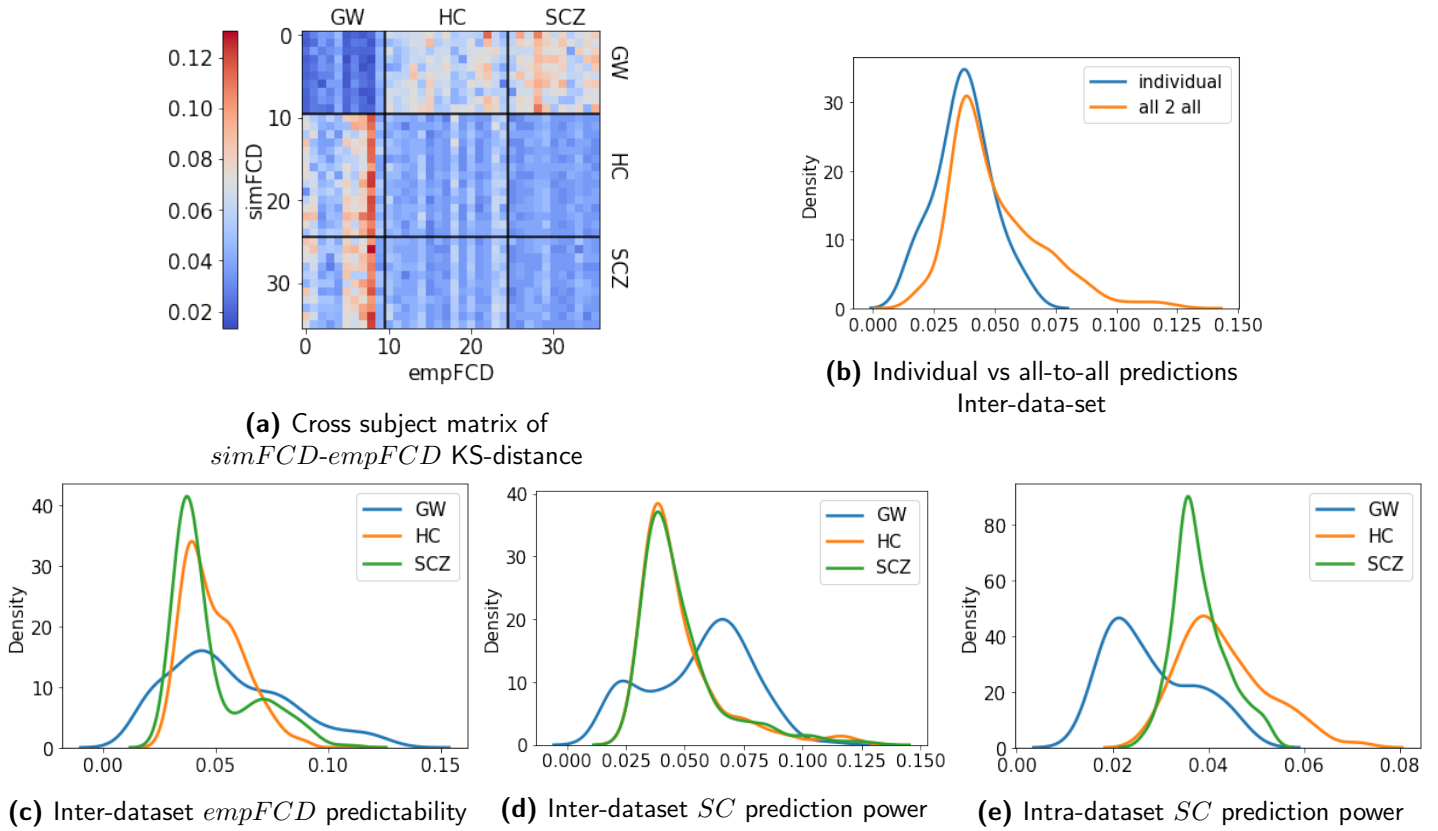 GW HC SCZ
0.12
0.10
0.08
0.06
0.04
0.02
simFCD
0
10
20
30
GW
HC
SCZ
0 10 20 30
empFCD
(a) Cross subject matrix of
simFCD-empFCD KS-distance
Density
30
20
10
0
individual
all 2 all
0.000 0.025 0.050 0.075 0.100 0.125 0.150
(b) Individual vs all-to-all predictions
Inter-data-set
Density
40
30
20
10
0
GW
HC
SCZ
0.00 0.05 0.10 0.15
(c) Inter-dataset empFCD predictability
Density
40
30
20
10
0
GW
HC
SCZ
0.000 0.025 0.050 0.075 0.100 0.125 0.150
(d) Inter-dataset SC prediction power
Density
80
60
40
20
0
GW
HC
SCZ
0.00 0.02 0.04 0.06 0.08
(e) Intra-dataset SC prediction power